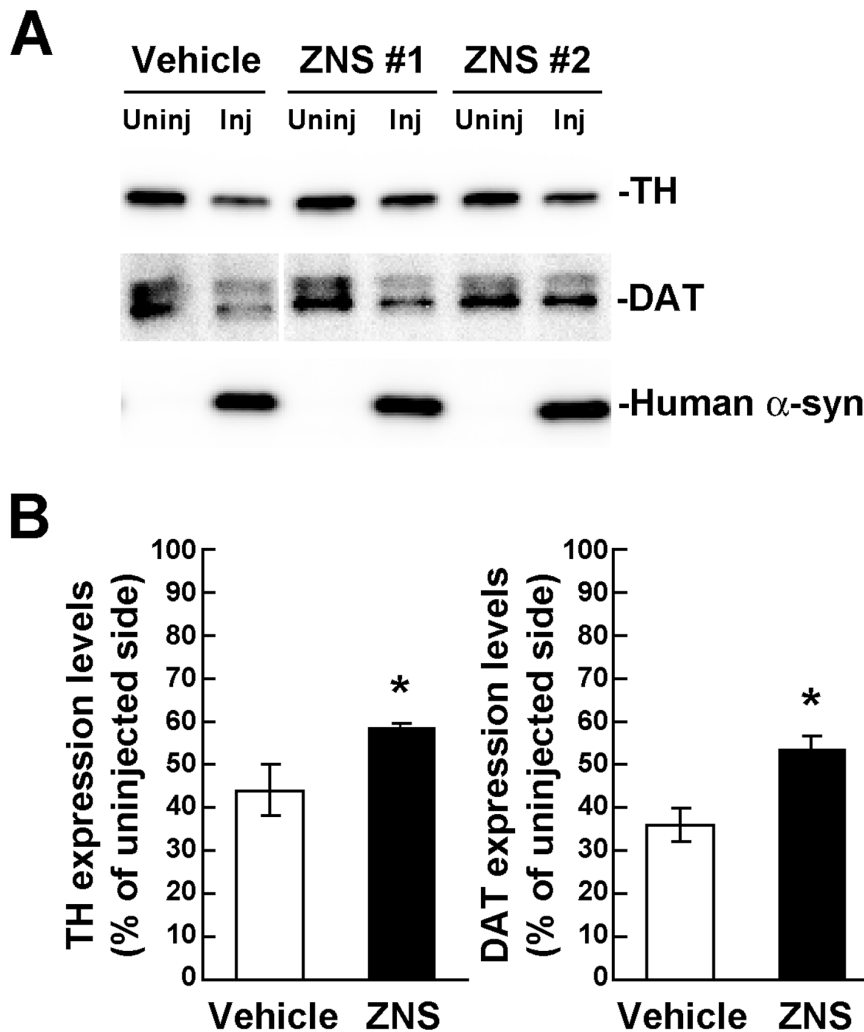 A
Vehicle ZNS #1 ZNS #2
Uninj Inj Uninj Inj Uninj Inj
-TH
-DAT
-Human α-syn
B
TH expression levels
(% of uninjected side)
100
90
80
70
60
50
40
30
20
10
0
*
Vehicle ZNS
DAT expression levels
(% of uninjected side)
100
90
80
70
60
50
40
30
20
10
0
*
Vehicle ZNS